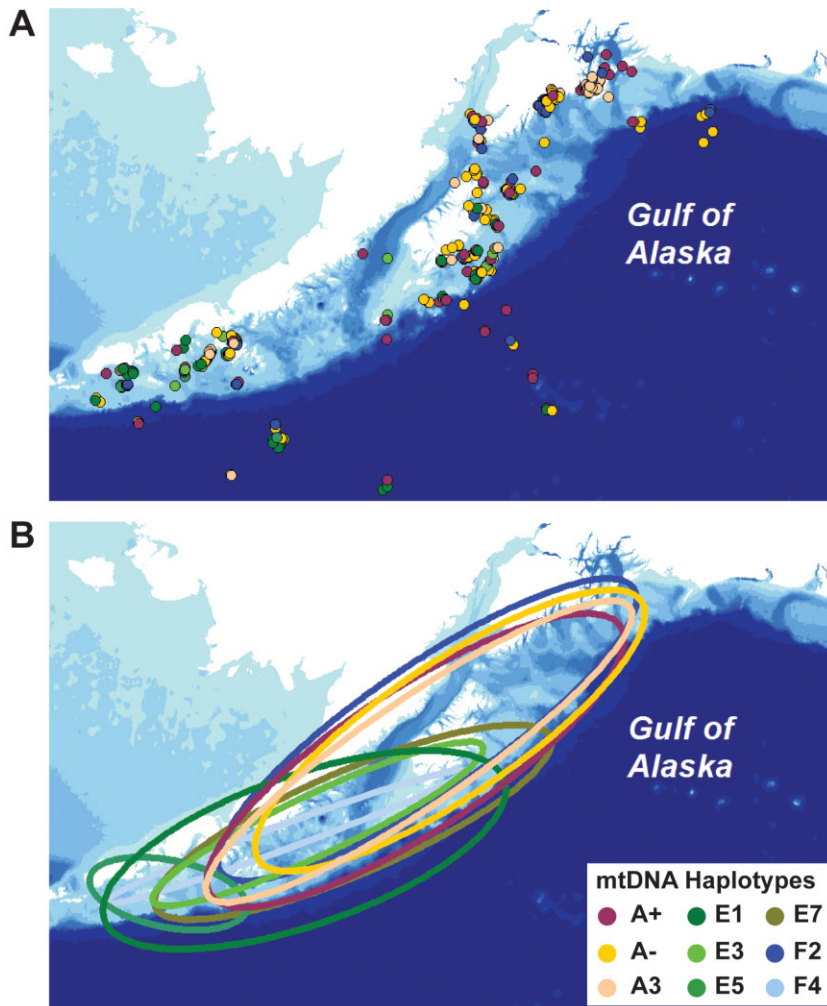 A
Gulf of
Alaska
B
Gulf of
Alaska
mtDNA Haplotypes
A+ E1 E7
A- E3 F2
A3 E5 F4